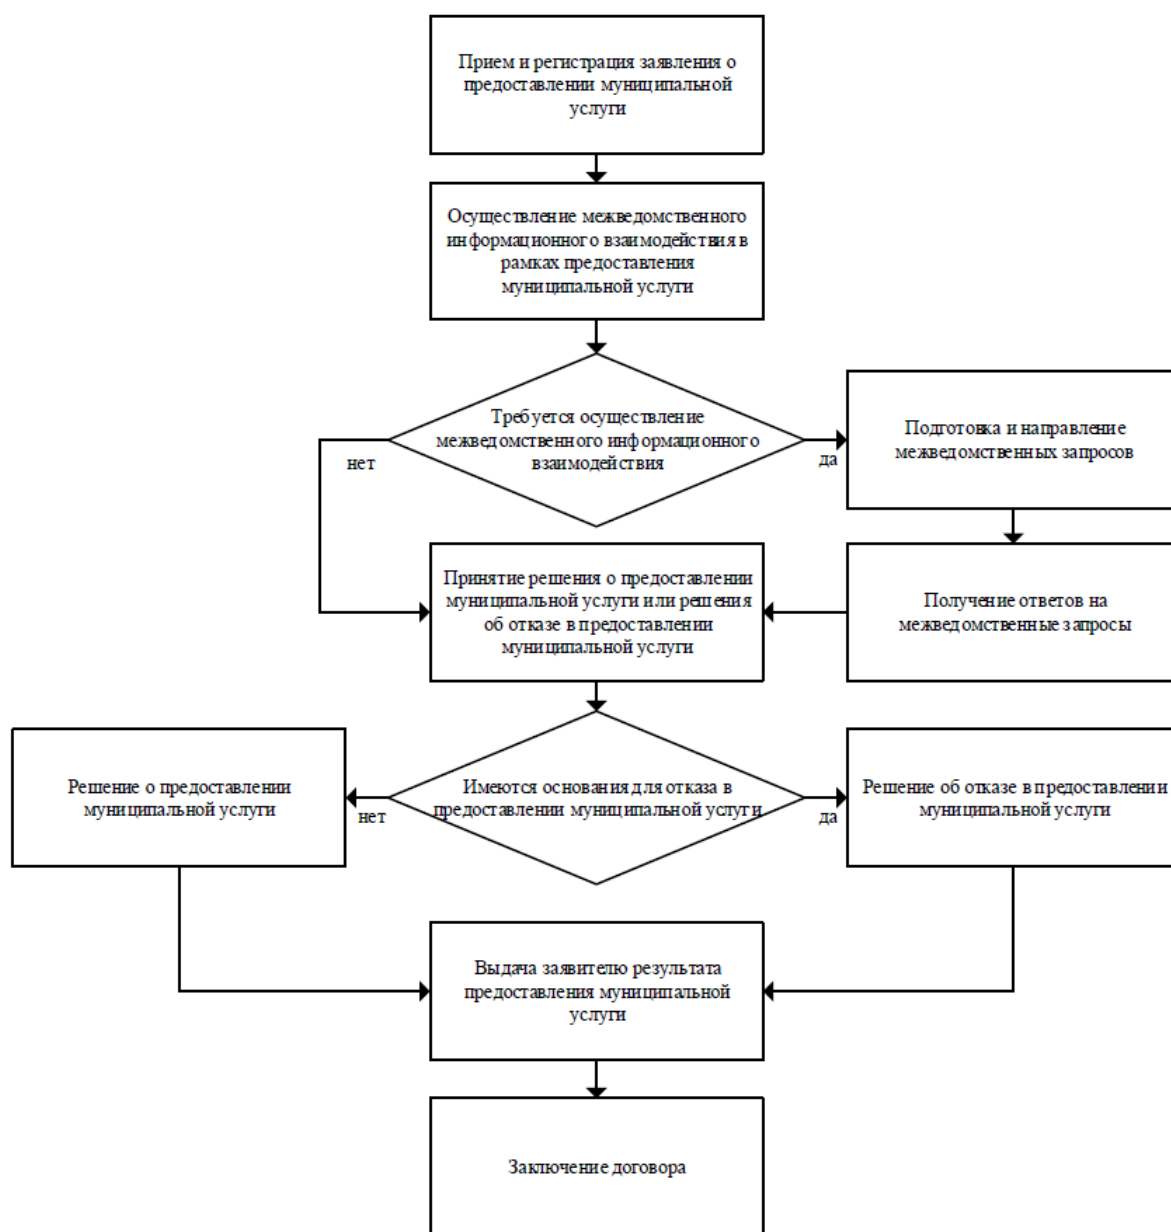 Прием и регистрация заявления о
предоставлении муниципальной
услуги
Осуществление межведомственного
информационного взаимодействия в
рамках предоставления
муниципальной услуги
Требуется осуществление
межведомственного информационного
взаимодействия
нет
да
Подготовка и направление
межведомственных запросов
Принятие решения о предоставлении
муниципальной услуги или решения
об отказе в предоставлении
муниципальной услуги
Получение ответов на
межведомственные запросы
Решение о предоставлении
муниципальной услуги
нет
Имеются основания для отказа в
предоставлении муниципальной услуги
да
Решение об отказе в предоставлении
муниципальной услуги
Выдача заявителю результата
предоставления муниципальной
услуги
Заключение договора